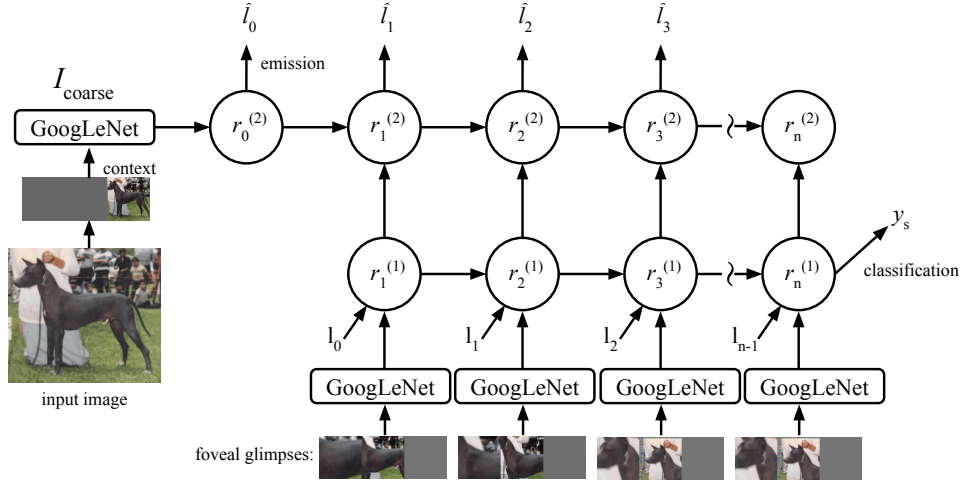 l̂₀ l̂₁ l̂₂ l̂₃
emission
I_coarse
GoogLeNet r₀⁽²⁾ r₁⁽²⁾ r₂⁽²⁾ r₃⁽²⁾ rₙ⁽²⁾
context
yₛ
r₁⁽¹⁾ r₂⁽¹⁾ r₃⁽¹⁾ rₙ⁽¹⁾ classification
l₀ l₁ l₂ lₙ₋₁
GoogLeNet GoogLeNet GoogLeNet GoogLeNet
input image
foveal glimpses: